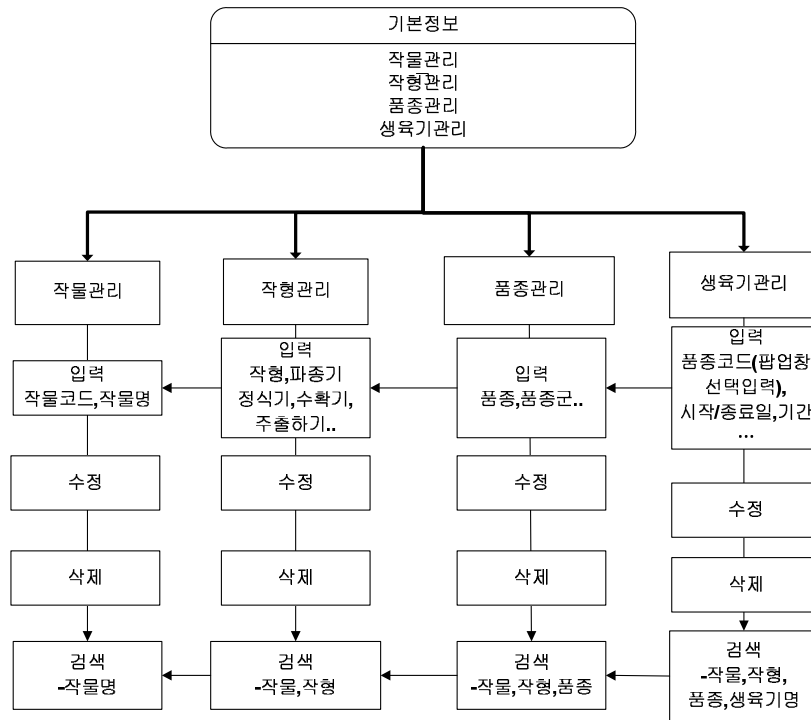 기본정보
작물관리
작형관리
품종관리
생육기관리
작물관리
작형관리
품종관리
생육기관리
입력
작물코드,작물명
입력
작형,파종기
정식기,수확기,
주출하기..
입력
품종,품종군..
입력
품종코드(팝업창
선택입력),
시작/종료일,기간
...
수정
수정
수정
수정
삭제
삭제
삭제
삭제
검색
-작물명
검색
-작물,작형
검색
-작물,작형,품종
검색
-작물,작형,
품종,생육기명